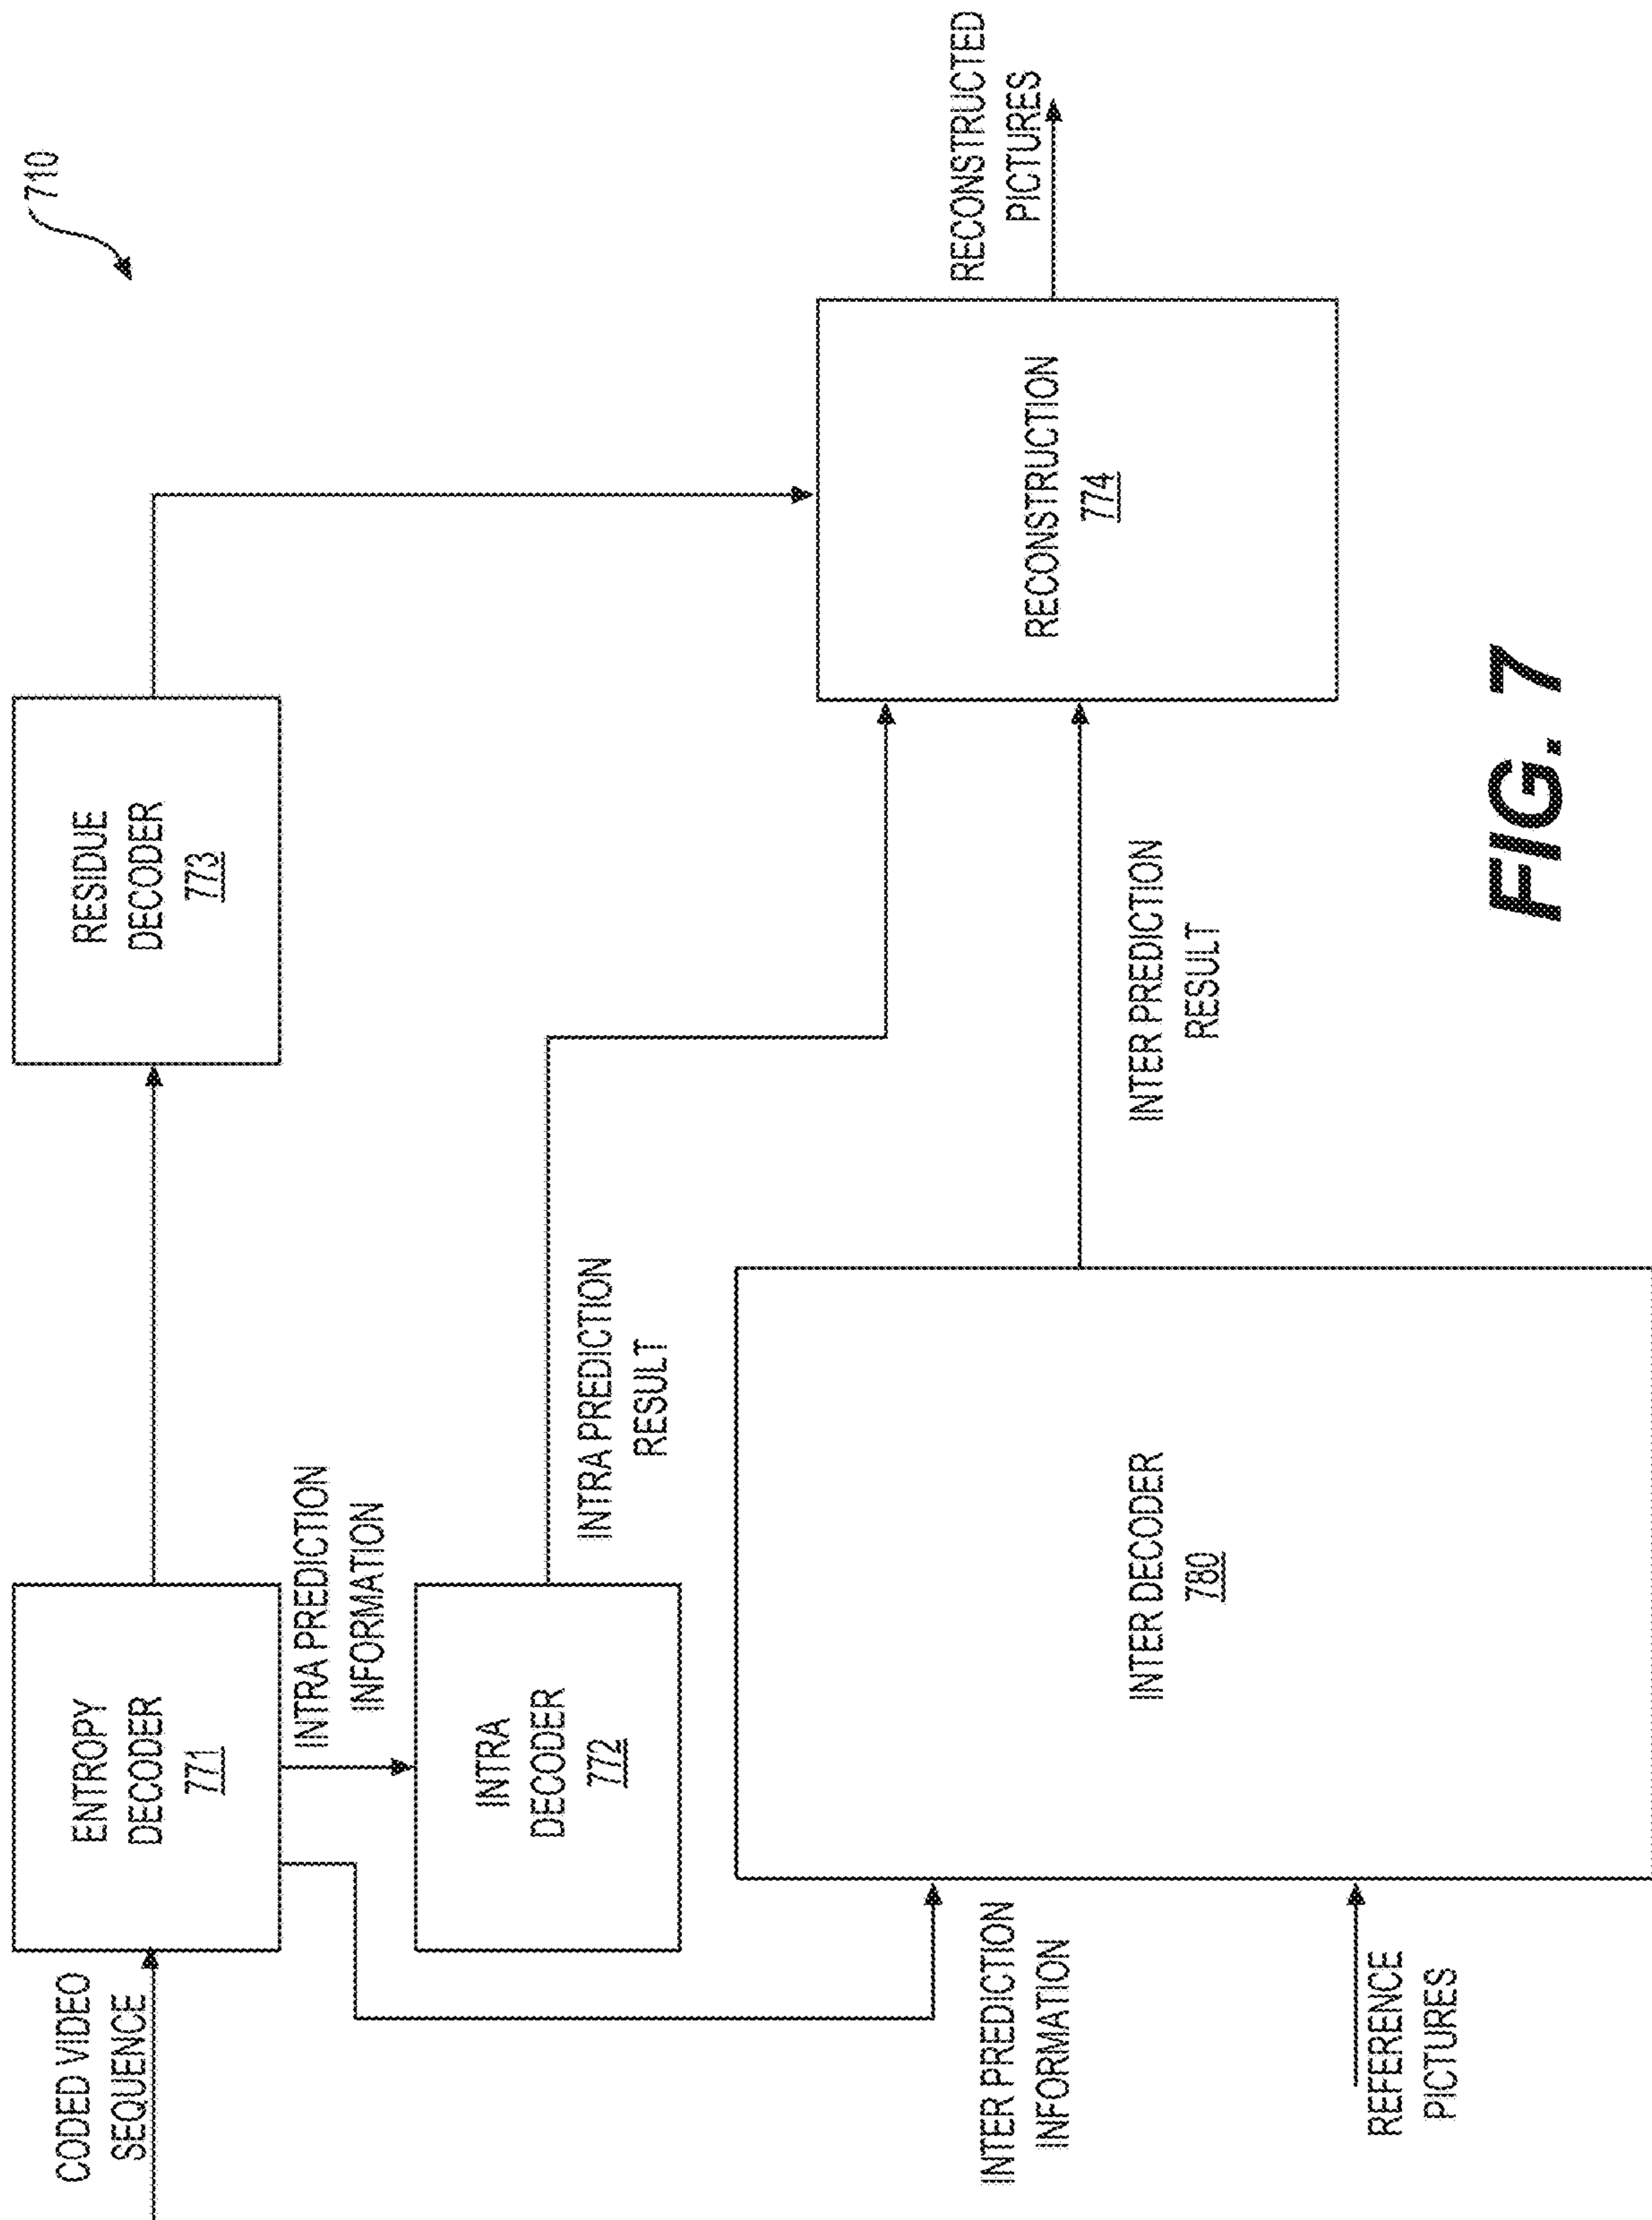 710
CODED VIDEO
SEQUENCE
ENTROPY
DECODER
771
RESIDUE
DECODER
773
INTRA PREDICTION
INFORMATION
INTRA
DECODER
772
INTRA PREDICTION
RESULT
RECONSTRUCTED
PICTURES
RECONSTRUCTION
774
INTER PREDICTION
INFORMATION
INTER DECODER
780
INTER PREDICTION
RESULT
REFERENCE
PICTURES
FIG. 7